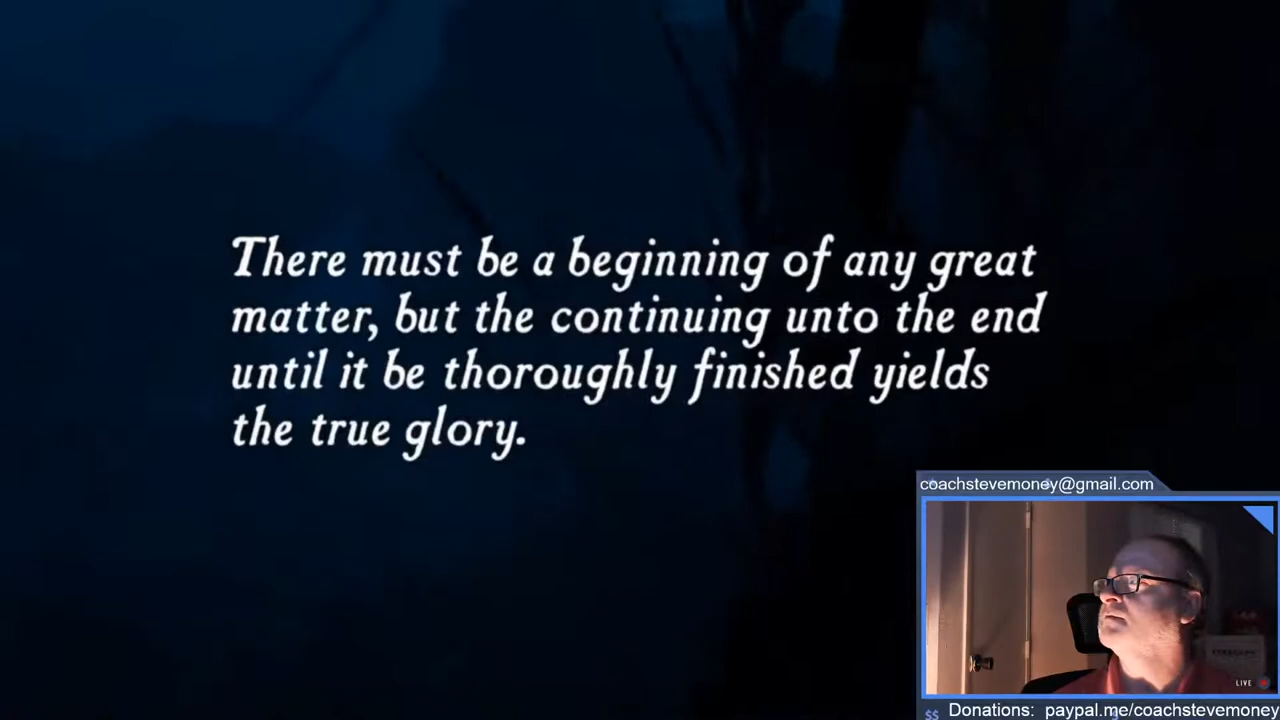 There must be a beginning of any great
matter, but the continuing unto the end
until it be thoroughly finished yields
the true glory.
coachstevemoney@gmail.com
LIVE
$$ Donations: paypal.me/coachstevemoney